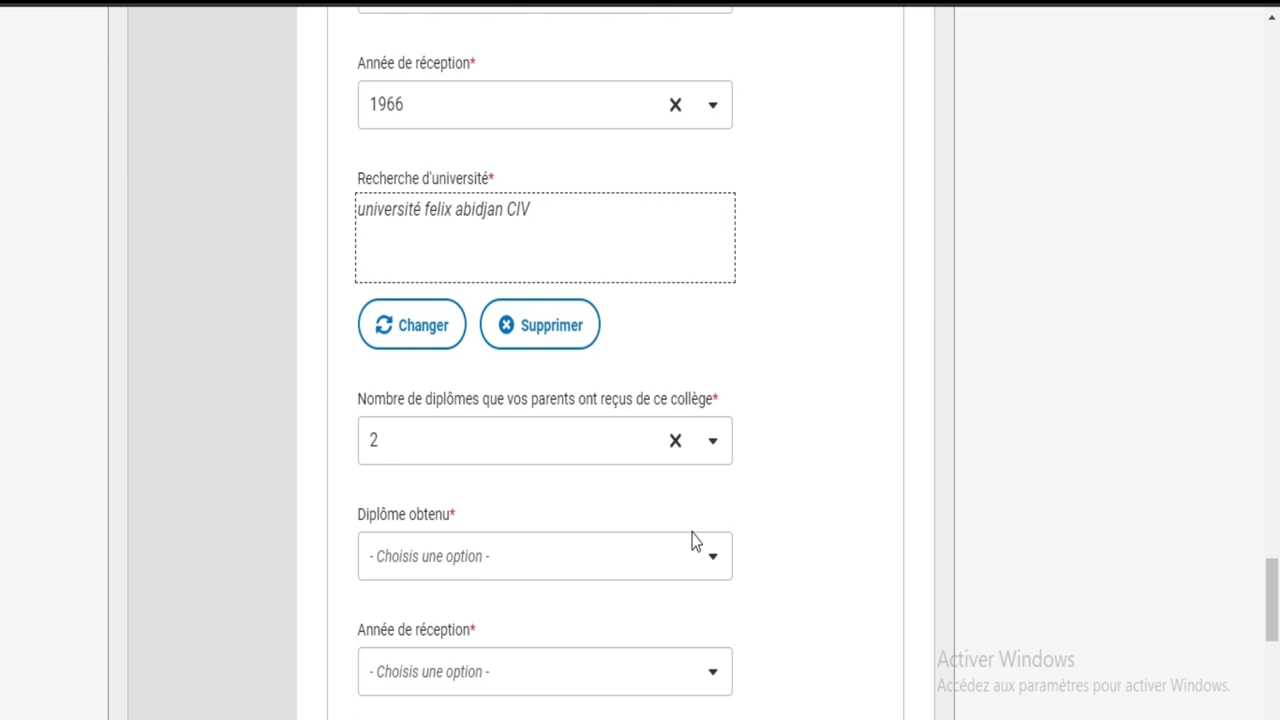 Année de réception*
1966
Recherche d'université*
université felix abidjan CIV
Changer
Supprimer
Nombre de diplômes que vos parents ont reçus de ce collège*
2
Diplôme obtenu*
- Choisis une option -
Année de réception*
- Choisis une option -
Activer Windows
Accédez aux paramètres pour activer Windows.